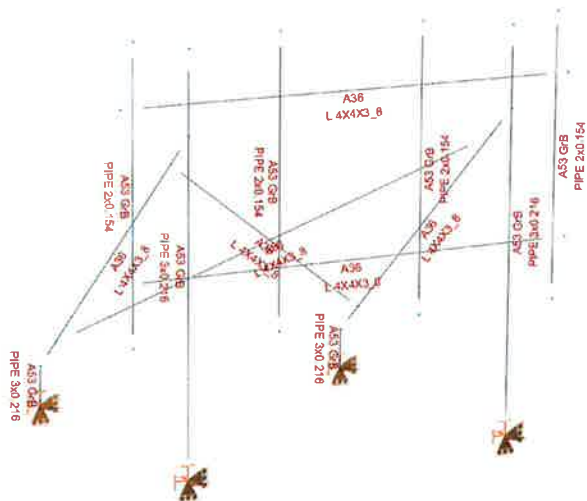 A36
L 4X4X3_8
A53 GrB
PIPE 2x0.154
A53 GrB
PIPE 2x0.154
A53 GrB
PIPE 2x0.154
A53 GrB
PIPE 2x0.154
A36
L 4X4X3_8
A53 GrB
PIPE 3x0.216
A36
A36
L 4X4X3_8
A36
L 4X4X3_8
A53 GrB
PIPE 3x0.216
A53 GrB
PIPE 3x0.216
A53 GrB
PIPE 3x0.216